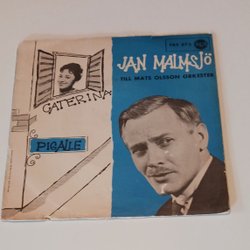 JAN MALMSJÖ
TILL MATS OLSSON ORKESTER
CATERINA
PIGALLE